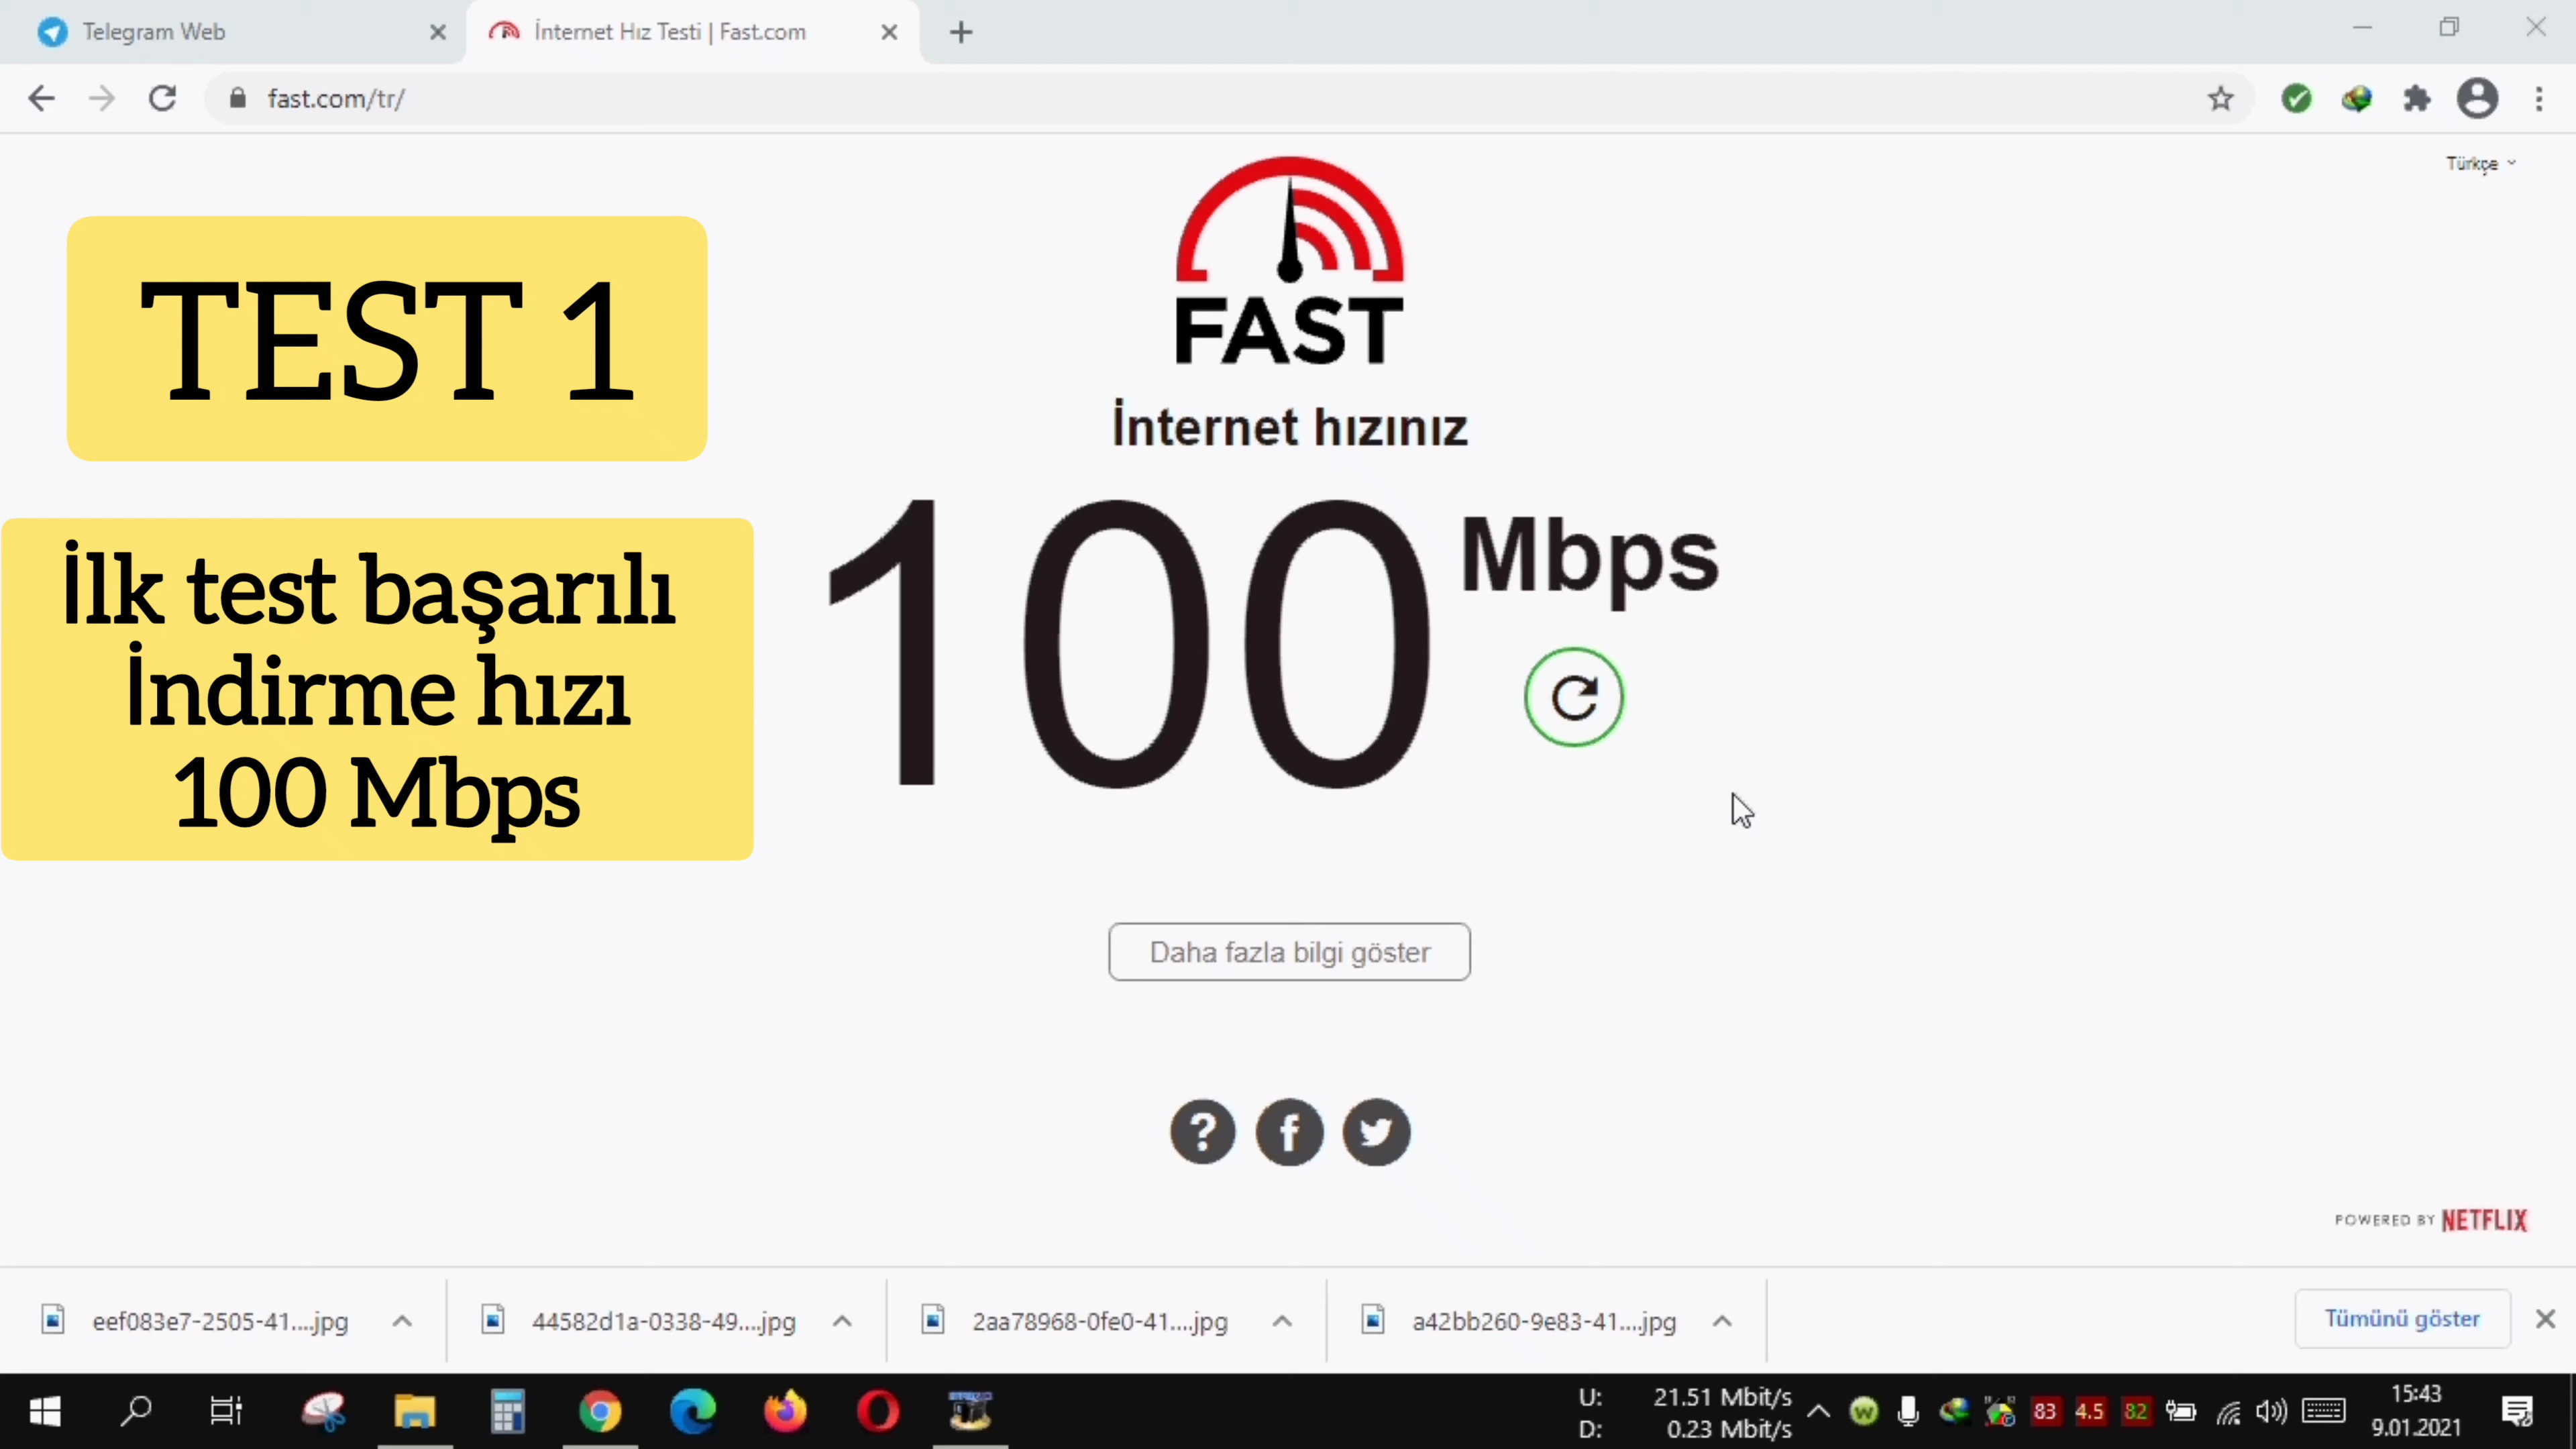 Telegram Web
İnternet Hız Testi | Fast.com
fast.com/tr/
Türkçe
TEST 1
FAST
İnternet hızınız
100 Mbps
İlk test başarılı
İndirme hızı
100 Mbps
Daha fazla bilgi göster
POWERED BY NETFLIX
eef083e7-2505-41....jpg
44582d1a-0338-49....jpg
2aa78968-0fe0-41....jpg
a42bb260-9e83-41....jpg
Tümünü göster
U: 21.51 Mbit/s
D: 0.23 Mbit/s
83 4.5 82
15:43
9.01.2021